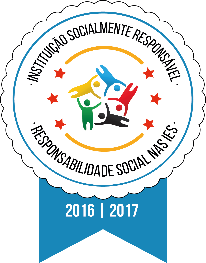 INSTITUIÇÃO SOCIALMENTE RESPONSÁVEL
RESPONSABILIDADE SOCIAL NAS IES
2016 | 2017